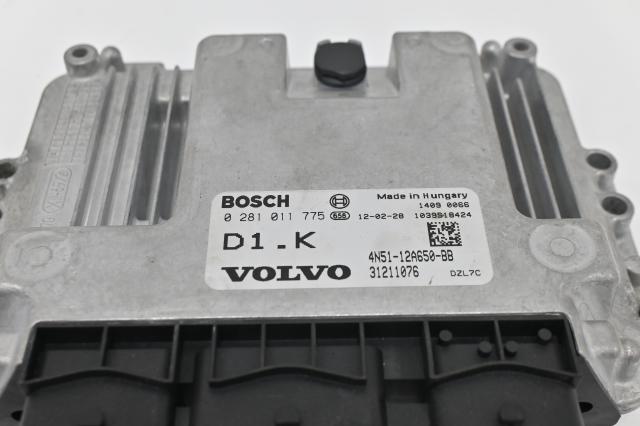 BOSCH
Made in Hungary
1409 0066
0 281 011 775 656 12-02-28 1039S18424
D1.K
4N51-12A650-BB
VOLVO 31211076 DZL7C